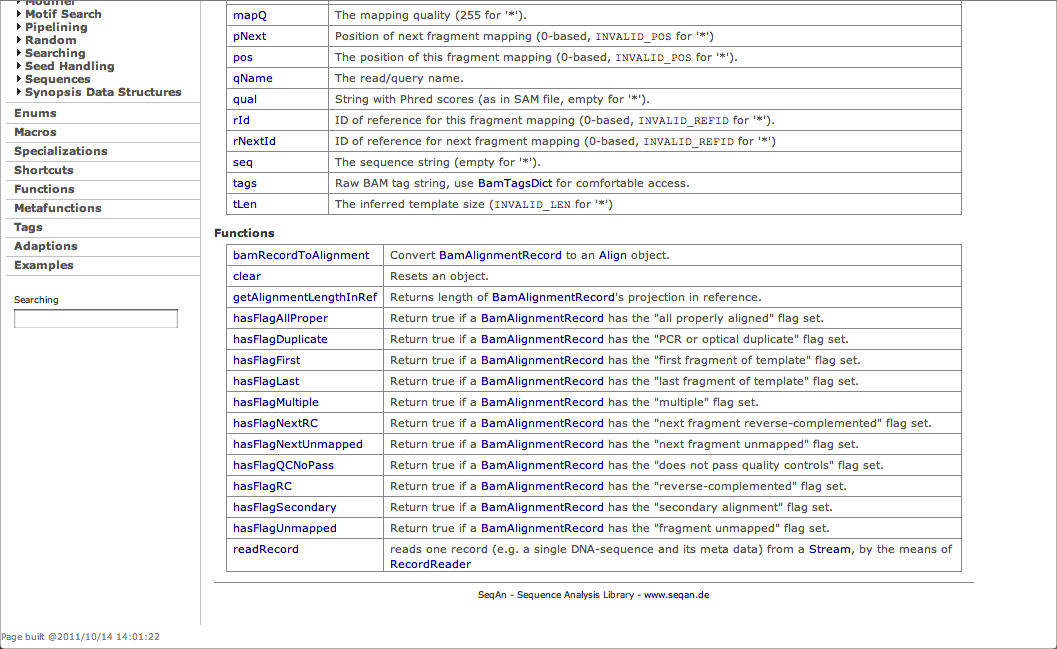 Modifier
Motif Search
Pipelining
Random
Searching
Seed Handling
Sequences
Synopsis Data Structures
Enums
Macros
Specializations
Shortcuts
Functions
Metafunctions
Tags
Adaptions
Examples
Searching
mapQ The mapping quality (255 for '*').
pNext Position of next fragment mapping (0-based, INVALID_POS for '*')
pos The position of this fragment mapping (0-based, INVALID_POS for '*').
qName The read/query name.
qual String with Phred scores (as in SAM file, empty for '*').
rId ID of reference for this fragment mapping (0-based, INVALID_REFID for '*').
rNextId ID of reference for next fragment mapping (0-based, INVALID_REFID for '*')
seq The sequence string (empty for '*').
tags Raw BAM tag string, use BamTagsDict for comfortable access.
tLen The inferred template size (INVALID_LEN for '*')
Functions
bamRecordToAlignment Convert BamAlignmentRecord to an Align object.
clear Resets an object.
getAlignmentLengthInRef Returns length of BamAlignmentRecord's projection in reference.
hasFlagAllProper Return true if a BamAlignmentRecord has the "all properly aligned" flag set.
hasFlagDuplicate Return true if a BamAlignmentRecord has the "PCR or optical duplicate" flag set.
hasFlagFirst Return true if a BamAlignmentRecord has the "first fragment of template" flag set.
hasFlagLast Return true if a BamAlignmentRecord has the "last fragment of template" flag set.
hasFlagMultiple Return true if a BamAlignmentRecord has the "multiple" flag set.
hasFlagNextRC Return true if a BamAlignmentRecord has the "next fragment reverse-complemented" flag set.
hasFlagNextUnmapped Return true if a BamAlignmentRecord has the "next fragment unmapped" flag set.
hasFlagQCNoPass Return true if a BamAlignmentRecord has the "does not pass quality controls" flag set.
hasFlagRC Return true if a BamAlignmentRecord has the "reverse-complemented" flag set.
hasFlagSecondary Return true if a BamAlignmentRecord has the "secondary alignment" flag set.
hasFlagUnmapped Return true if a BamAlignmentRecord has the "fragment unmapped" flag set.
readRecord reads one record (e.g. a single DNA-sequence and its meta data) from a Stream, by the means of
RecordReader
SeqAn - Sequence Analysis Library - www.seqan.de
Page built @2011/10/14 14:01:22